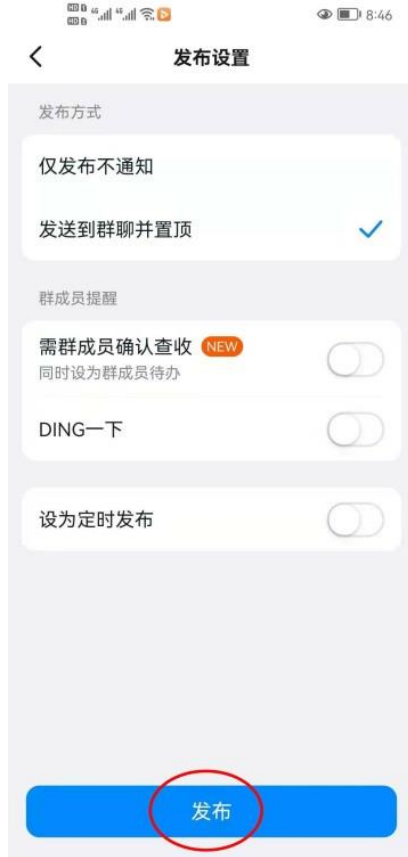 8:46
发布设置
发布方式
仅发布不通知
发送到群聊并置顶
群成员提醒
需群成员确认查收 NEW
同时设为群成员待办
DING一下
设为定时发布
发布